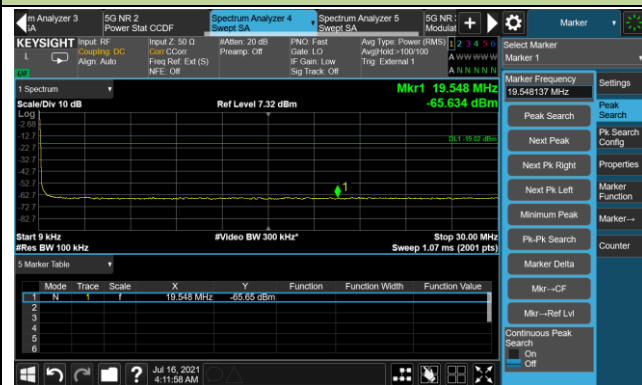 m Analyzer 3
SA
5G NR 2
Power Stat CCDF
Spectrum Analyzer 4
Swept SA
Spectrum Analyzer 5
Swept SA
5G NR
Modulat
Marker
KEYSIGHT
L
LXI
Input: RF
Coupling: DC
Align: Auto
Input Z: 50 Ω
Corr CCorr
Freq Ref: Ext (S)
NFE: Off
#Atten: 20 dB
Preamp: Off
PNO: Fast
Gate: LO
IF Gain: Low
Sig Track: Off
Avg Type: Power (RMS)
Avg|Hold:>100/100
Trig: External 1
1 2 3 4 5 6
A W W W W W
A N N N N N
Select Marker
Marker 1
1 Spectrum
Scale/Div 10 dB
Log
Ref Level 7.32 dBm
Mkr1 19.548 MHz
-65.634 dBm
-2.68
-12.7
-22.7
-32.7
-42.7
-52.7
-62.7
-72.7
-82.7
DL1 -19.02 dBm
1
Start 9 kHz
#Res BW 100 kHz
#Video BW 300 kHz*
Stop 30.00 MHz
Sweep 1.07 ms (2001 pts)
5 Marker Table
Mode Trace Scale X Y Function Function Width Function Value
1 N 1 f 19.548 MHz -65.65 dBm
2
3
4
5
6
Marker Frequency
19.548137 MHz
Peak Search
Next Peak
Next Pk Right
Next Pk Left
Minimum Peak
Pk-Pk Search
Marker Delta
Mkr→CF
Mkr→Ref Lvl
Continuous Peak
Search
On
Off
Settings
Peak
Search
Pk Search
Config
Properties
Marker
Function
Marker→
Counter
?
Jul 16, 2021
4:11:58 AM